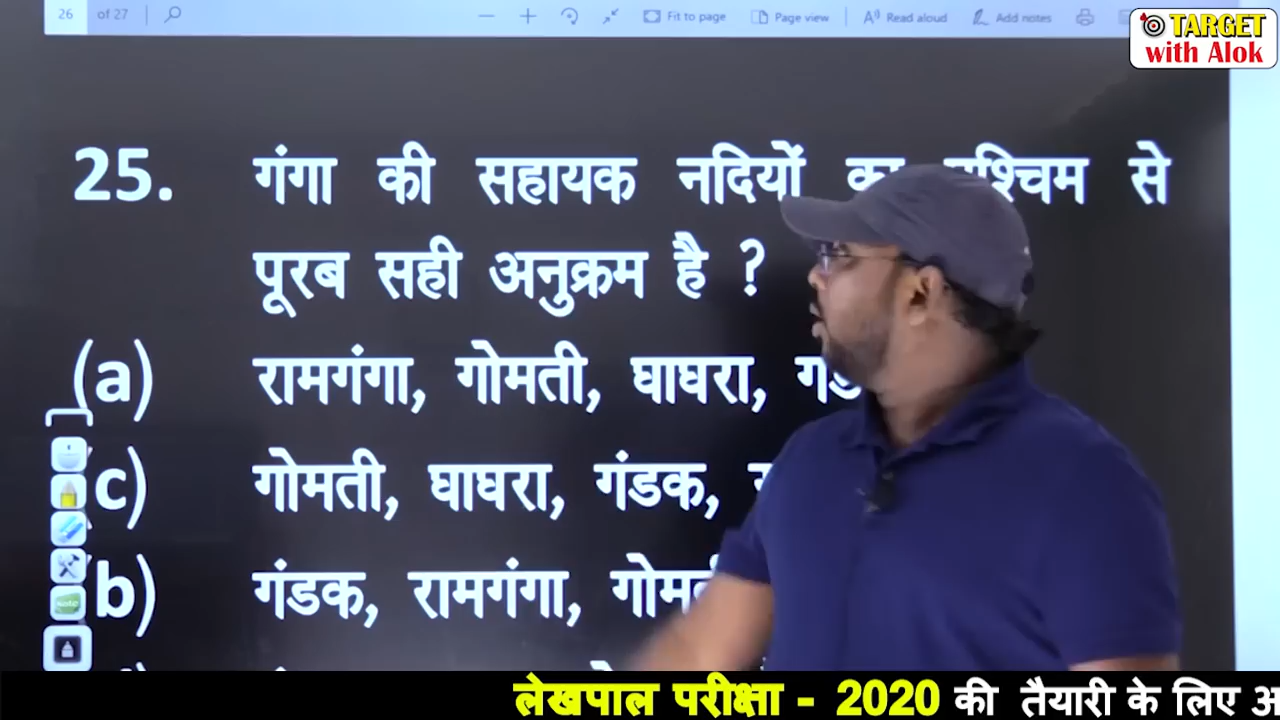 26 of 27 Fit to page Page view Read aloud Add notes
TARGET
with Alok
25. गंगा की सहायक नदियों से
पूरब सही अनुक्रम है ?
(a) रामगंगा, गोमती, घाघरा,
(c) गोमती, घाघरा, गंडक,
(b) गंडक, रामगंगा,
लेखपाल परीक्षा - 2020 की तैयारी के लिए